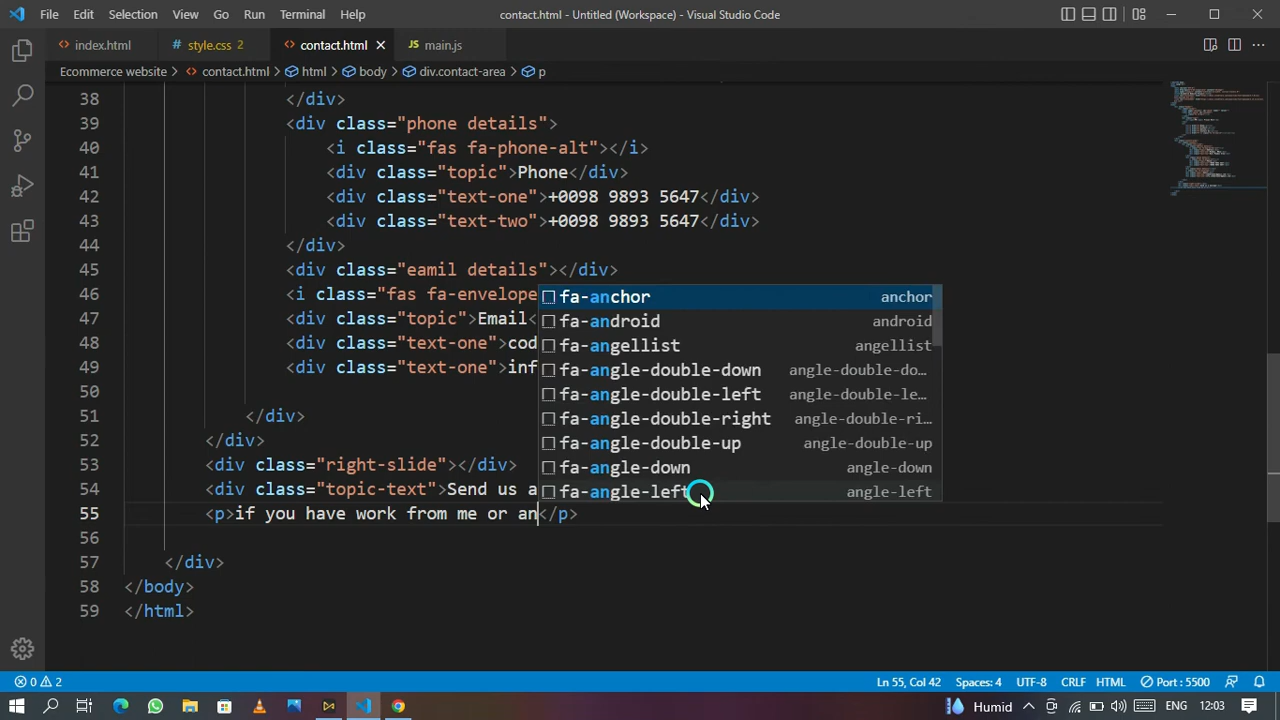 File Edit Selection View Go Run Terminal Help contact.html - Untitled (Workspace) - Visual Studio Code
index.html style.css 2 contact.html main.js
Ecommerce website > contact.html > html > body > div.contact-area > p
38 </div>
39 <div class="phone details">
40 <i class="fas fa-phone-alt"></i>
41 <div class="topic">Phone</div>
42 <div class="text-one">+0098 9893 5647</div>
43 <div class="text-two">+0098 9893 5647</div>
44 </div>
45 <div class="eamil details"></div>
46 <i class="fas fa-envelope
47 <div class="topic">Email<
48 <div class="text-one">cod
49 <div class="text-one">inf
50
51 </div>
52 </div>
53 <div class="right-slide"></div>
54 <div class="topic-text">Send us a
55 <p>if you have work from me or an</p>
56
57 </div>
58 </body>
59 </html>
fa-anchor anchor
fa-android android
fa-angellist angellist
fa-angle-double-down angle-double-do…
fa-angle-double-left angle-double-le…
fa-angle-double-right angle-double-ri…
fa-angle-double-up angle-double-up
fa-angle-down angle-down
fa-angle-left angle-left
0 2 Ln 55, Col 42 Spaces: 4 UTF-8 CRLF HTML Port : 5500
Humid ENG 12:03